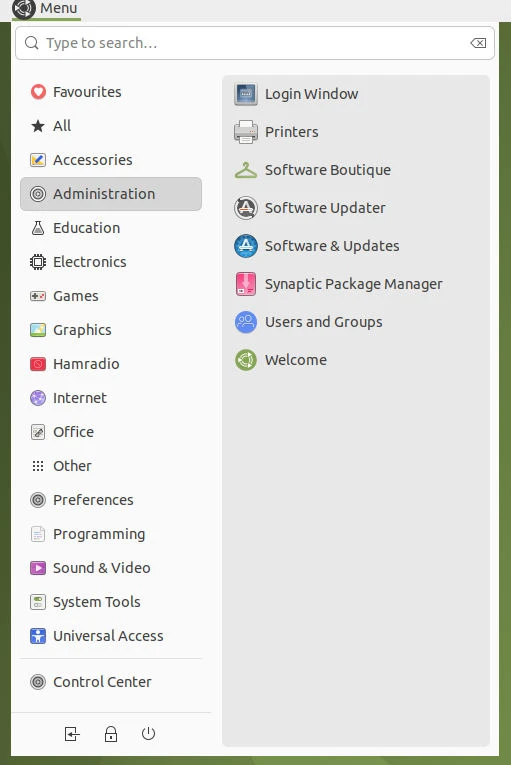 Menu
Type to search…
Favourites
All
Accessories
Administration
Education
Electronics
Games
Graphics
Hamradio
Internet
Office
Other
Preferences
Programming
Sound & Video
System Tools
Universal Access
Control Center
Login Window
Printers
Software Boutique
Software Updater
Software & Updates
Synaptic Package Manager
Users and Groups
Welcome